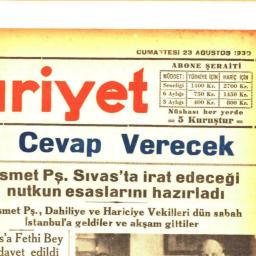 CUMARTESİ 23 AĞUSTOS 1930
riyet
ABONE ŞERAİTİ
MÜDDET: TÜRKİYE İÇİN HARİÇ İÇİN
Seneliği 1400 Kr. 2700 Kr.
6 Aylığı 750 Kr. 1450 Kr.
3 Aylığı 400 Kr. 800 Kr.
Nüshası her yerde
5 Kuruştur
Cevap Verecek
smet Pş. Sıvas'ta irat edeceği
nutkun esaslarını hazırladı
smet Pş., Dahiliye ve Hariciye Vekilleri dün sabah
İstanbul'a geldiler ve akşam gittiler
s'a Fethi Bey
davet edildi